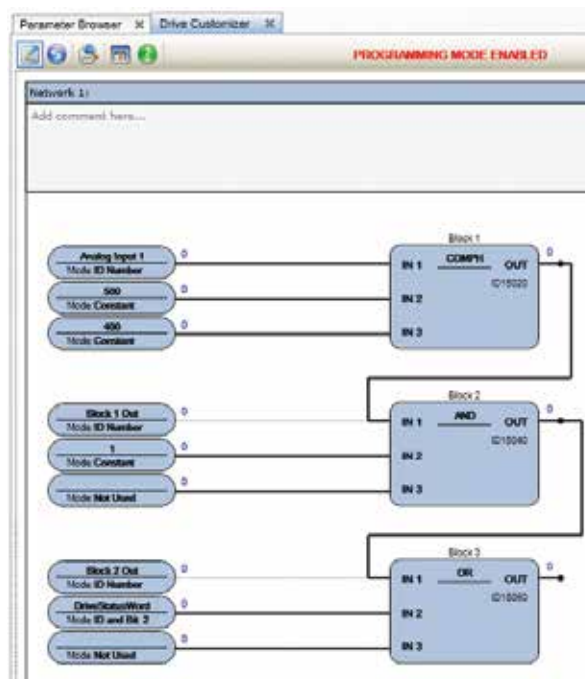 Parameter Browser
Drive Customizer
PROGRAMMING MODE ENABLED
Network 1:
Add comment here...
Block 1
Analog Input 1
Mode ID Number
0
500
Mode Constant
0
400
Mode Constant
0
IN 1
COMPH
OUT
0
ID15020
IN 2
IN 3
Block 2
Block 1 Out
Mode ID Number
0
1
Mode Constant
0
Mode Not Used
0
IN 1
AND
OUT
0
ID15040
IN 2
IN 3
Block 3
Block 2 Out
Mode ID Number
0
DriveStatusWord
Mode ID and Bit 2
0
Mode Not Used
0
IN 1
OR
OUT
0
ID15060
IN 2
IN 3